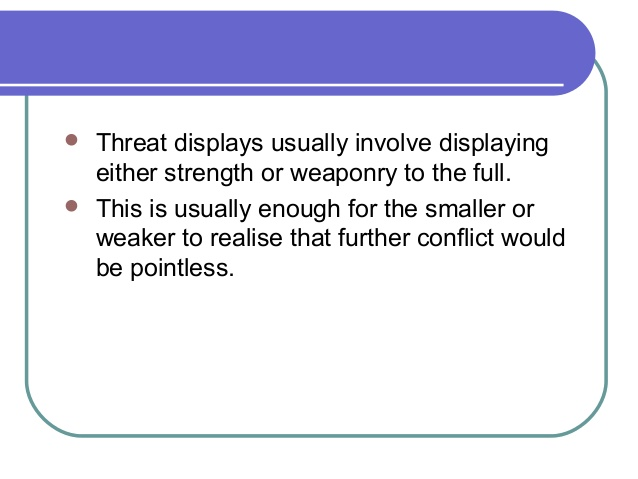 Threat displays usually involve displaying
either strength or weaponry to the full.
This is usually enough for the smaller or
weaker to realise that further conflict would
be pointless.